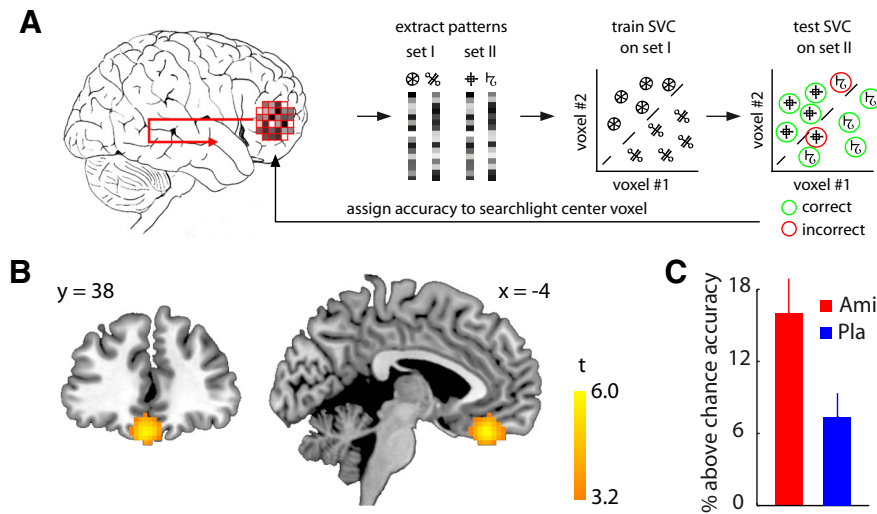 A
extract patterns
set I
set II
train SVC
on set I
test SVC
on set II
voxel #2
voxel #1
voxel #2
voxel #1
assign accuracy to searchlight center voxel
correct
incorrect
B
y = 38
x = -4
t
6.0
3.2
C
% above chance accuracy
18
12
6
0
Ami
Pla